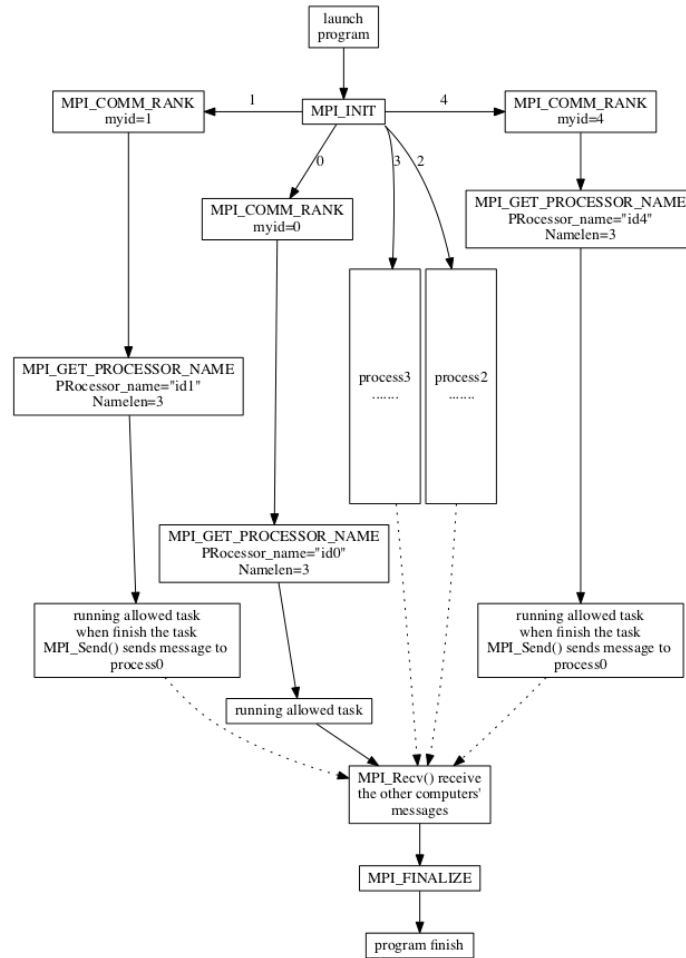 launch
program
1
MPI_INIT
4
MPI_COMM_RANK
myid=1
MPI_COMM_RANK
myid=4
0
3
2
MPI_COMM_RANK
myid=0
MPI_GET_PROCESSOR_NAME
PRocessor_name="id4"
Namelen=3
process3
.......
process2
.......
MPI_GET_PROCESSOR_NAME
PRocessor_name="id1"
Namelen=3
MPI_GET_PROCESSOR_NAME
PRocessor_name="id0"
Namelen=3
running allowed task
when finish the task
MPI_Send() sends message to
process0
running allowed task
when finish the task
MPI_Send() sends message to
process0
running allowed task
MPI_Recv() receive
the other computers'
messages
MPI_FINALIZE
program finish